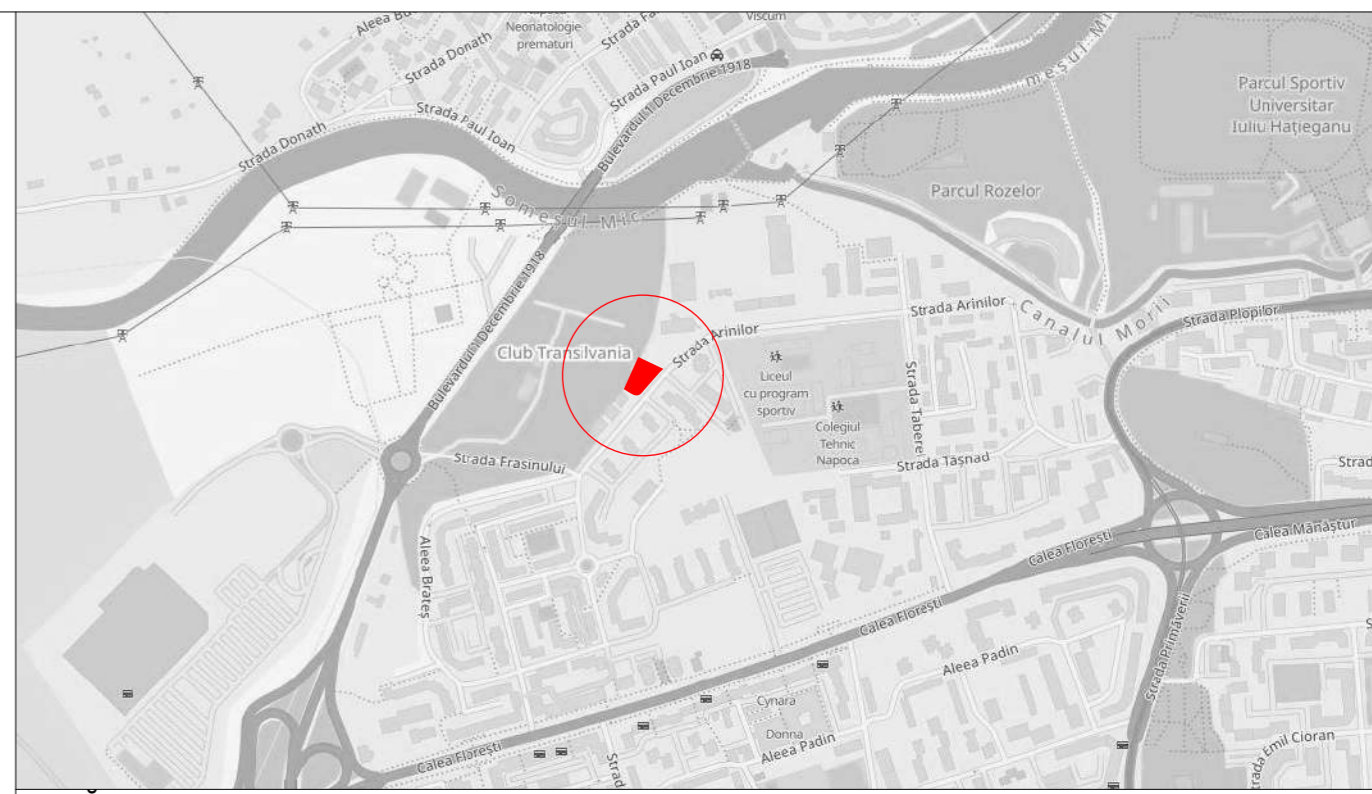 Aleea Bu
Neonatologie
prematuri
Strada Fa
Viscum
Strada Donath
Strada Paul Ioan
Bulevardul 1 Decembrie 1918
Strada Donath
Strada Paul Ioan
Someșul Mic
meșul Mi
Parcul Sportiv
Universitar
Iuliu Hațieganu
Parcul Rozelor
Bulevardul 1 Decembrie 1918
Club Transilvania
Strada Arinilor
Strada Arinilor
Canalul Morii
Strada Plopilor
Liceul
cu program
sportiv
Colegiul
Tehnic
Napoca
Strada Taberei
Strada Tășnad
Strada Frasinului
Strad
Aleea Brateș
Calea Florești
Calea Mănăștur
Calea Florești
Strada Primăverii
Aleea Padin
Cynara
Donna
Aleea Padin
Calea Florești
Strad
Strada Emil Cioran
S